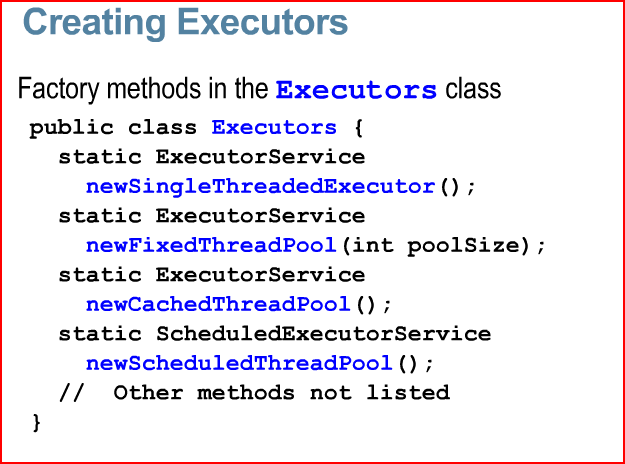 Creating Executors
Factory methods in the Executors class
public class Executors {
static ExecutorService
newSingleThreadedExecutor();
static ExecutorService
newFixedThreadPool(int poolSize);
static ExecutorService
newCachedThreadPool();
static ScheduledExecutorService
newScheduledThreadPool();
// Other methods not listed
}